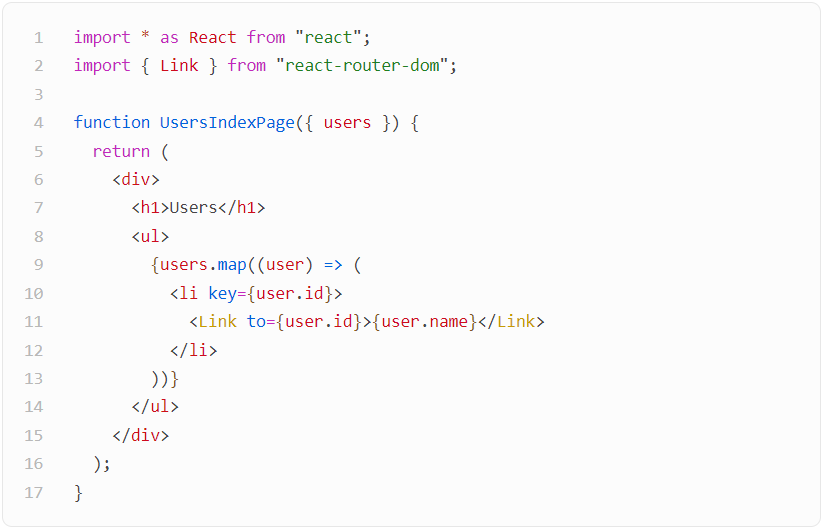 1 import * as React from "react";
2 import { Link } from "react-router-dom";
3
4 function UsersIndexPage({ users }) {
5   return (
6     <div>
7       <h1>Users</h1>
8       <ul>
9         {users.map((user) => (
10           <li key={user.id}>
11             <Link to={user.id}>{user.name}</Link>
12           </li>
13         ))}
14       </ul>
15     </div>
16   );
17 }